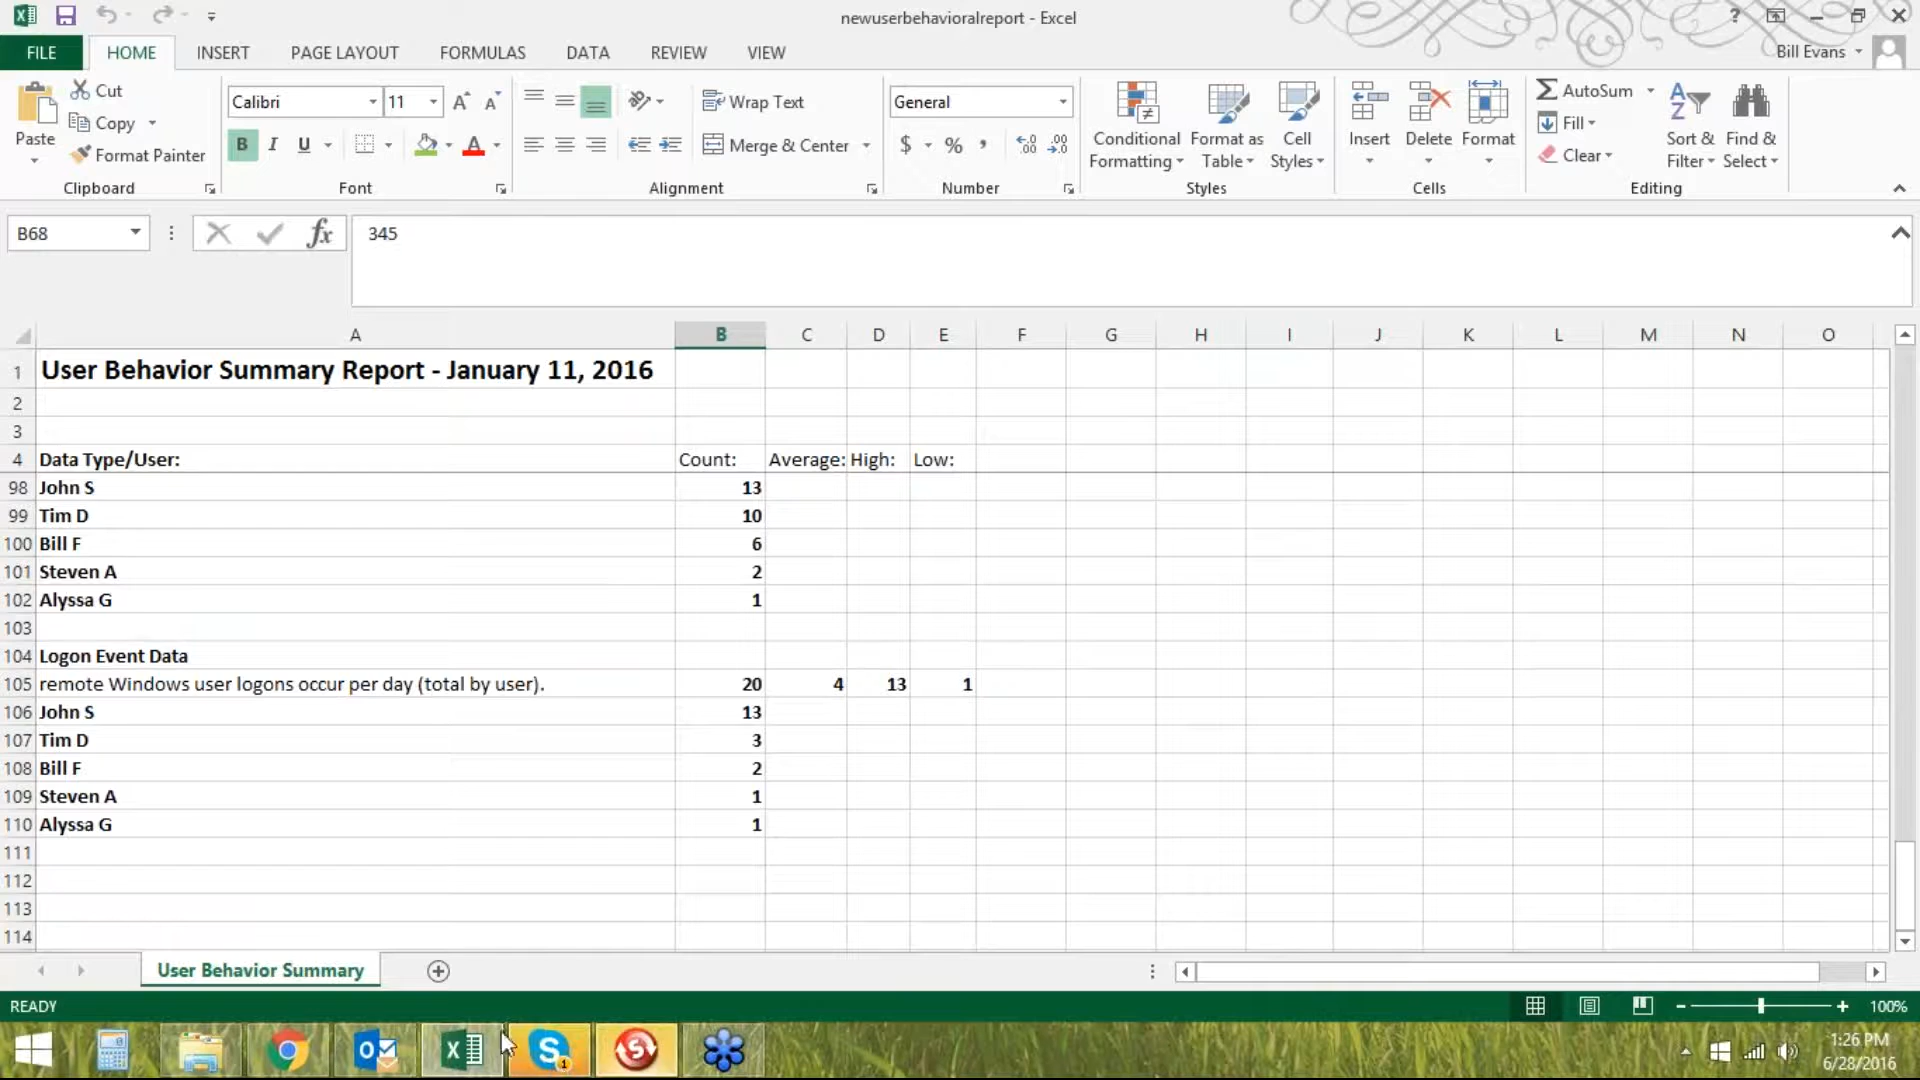 newuserbehavioralreport - Excel
?
FILE HOME INSERT PAGE LAYOUT FORMULAS DATA REVIEW VIEW
Bill Evans
Paste
Cut
Copy
Format Painter
Clipboard
Calibri 11
B I U
Font
Wrap Text
Merge & Center
Alignment
General
$ % ,
Number
Conditional Formatting
Format as Table
Cell Styles
Styles
Insert
Delete
Format
Cells
AutoSum
Fill
Clear
Sort & Filter
Find & Select
Editing
B68 fx 345
A B C D E F G H I J K L M N O
1 User Behavior Summary Report - January 11, 2016
2
3
4 Data Type/User: Count: Average: High: Low:
98 John S 13
99 Tim D 10
100 Bill F 6
101 Steven A 2
102 Alyssa G 1
103
104 Logon Event Data
105 remote Windows user logons occur per day (total by user). 20 4 13 1
106 John S 13
107 Tim D 3
108 Bill F 2
109 Steven A 1
110 Alyssa G 1
111
112
113
114
User Behavior Summary
READY
100%
1:26 PM
6/28/2016